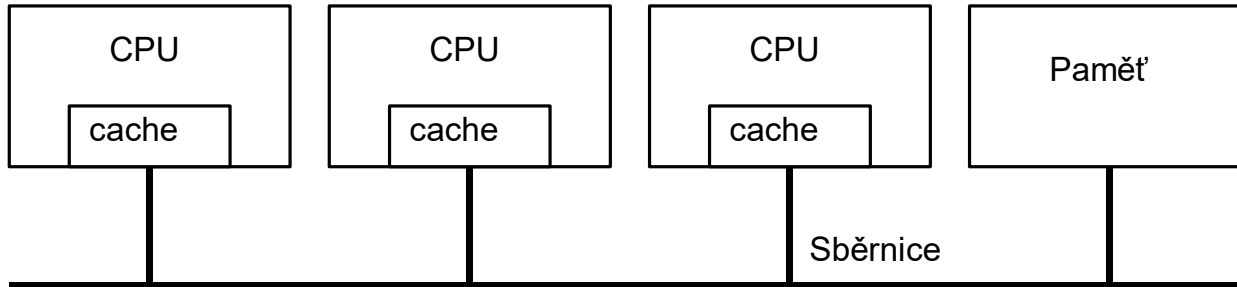 CPU
cache
CPU
cache
CPU
cache
Paměť
Sběrnice